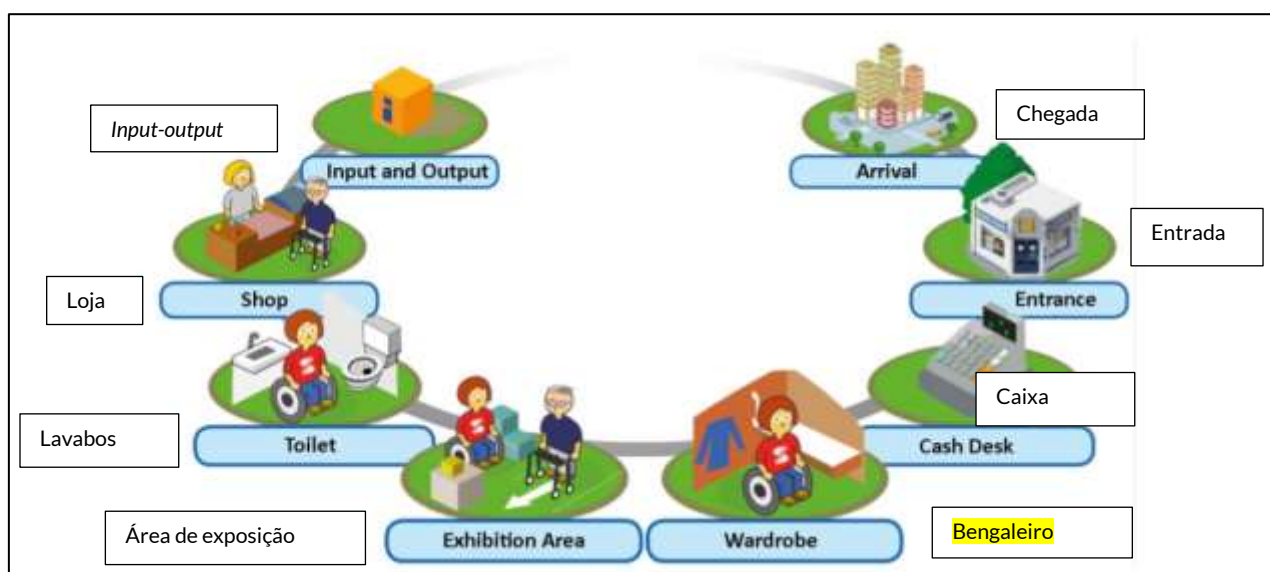 Input-output
Input and Output
Arrival
Chegada
Entrance
Entrada
Shop
Loja
Cash Desk
Caixa
Toilet
Lavabos
Exhibition Area
Área de exposição
Wardrobe
Bengaleiro